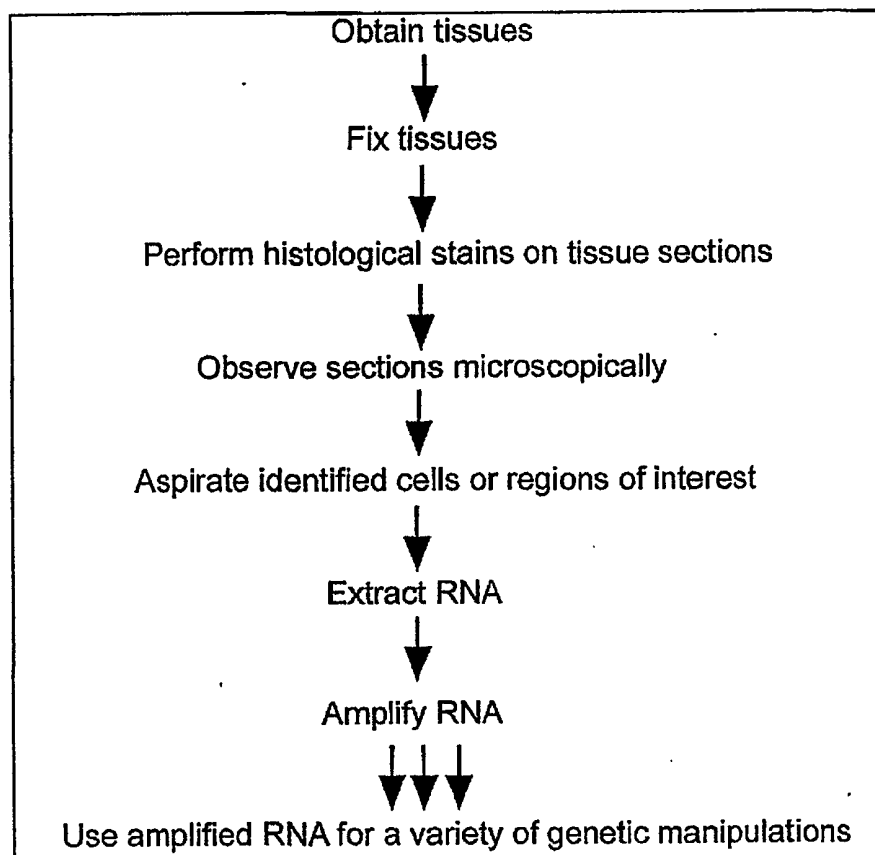 Obtain tissues
Fix tissues
Perform histological stains on tissue sections
Observe sections microscopically
Aspirate identified cells or regions of interest
Extract RNA
Amplify RNA
Use amplified RNA for a variety of genetic manipulations